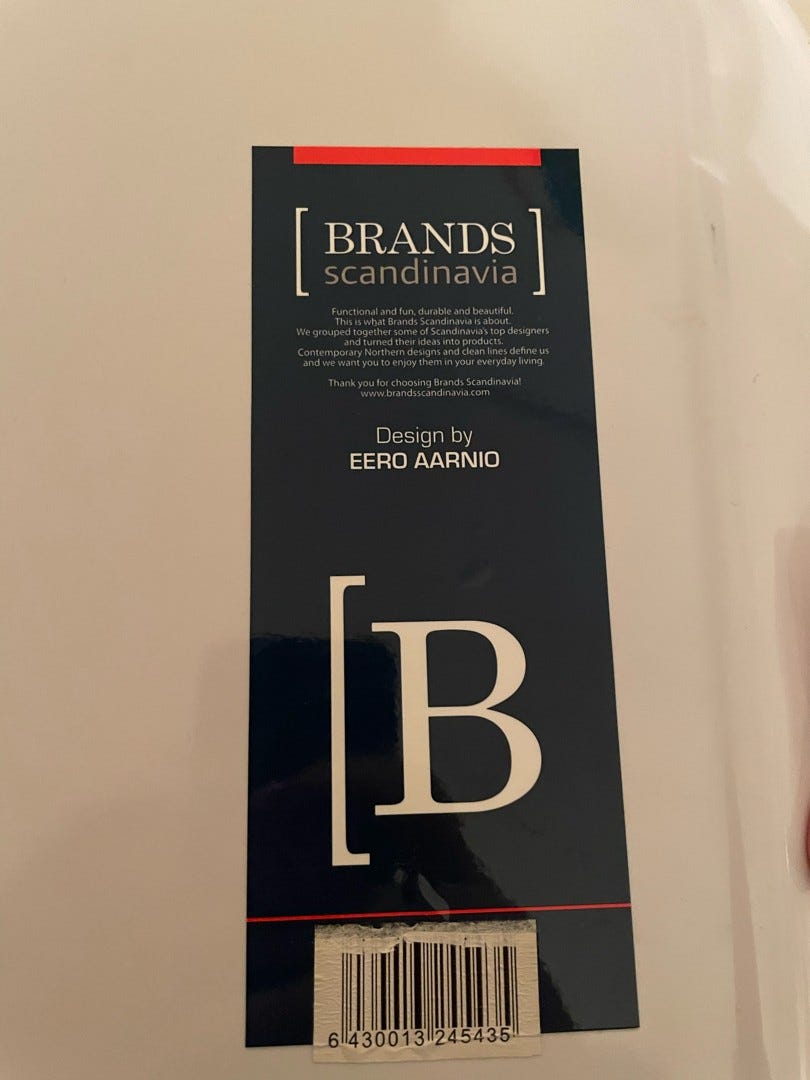 [ BRANDS ]
scandinavia
Functional and fun, durable and beautiful.
This is what Brands Scandinavia is about.
We grouped together some of Scandinavia's top designers
and turned their ideas into products.
Contemporary Northern designs and clean lines define us
and we want you to enjoy them in your everyday living.
Thank you for choosing Brands Scandinavia!
www.brandsscandinavia.com
Design by
EERO AARNIO
[B
6 430013 245435